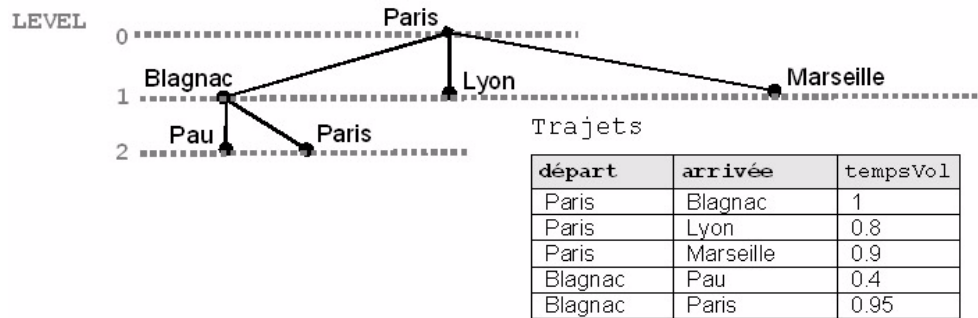 LEVEL
Paris
0
Blagnac
Lyon
Marseille
1
Pau
Paris
2
Trajets
départ arrivée tempsVol
Paris Blagnac 1
Paris Lyon 0.8
Paris Marseille 0.9
Blagnac Pau 0.4
Blagnac Paris 0.95